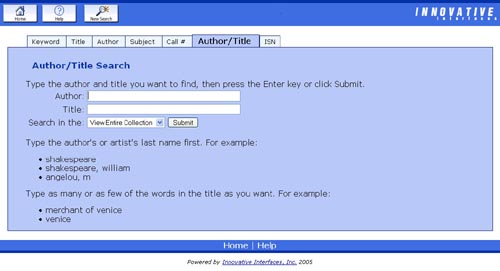 Home
Help
New Search
INNOVATIVE
interfaces
Keyword Title Author Subject Call # Author/Title ISN
Author/Title Search
Type the author and title you want to find, then press the Enter key or click Submit.
Author:
Title:
Search in the: View Entire Collection Submit
Type the author's or artist's last name first. For example:
• shakespeare
• shakespeare, william
• angelou, m
Type as many or as few of the words in the title as you want. For example:
• merchant of venice
• venice
Home | Help
Powered by Innovative Interfaces, Inc. 2005